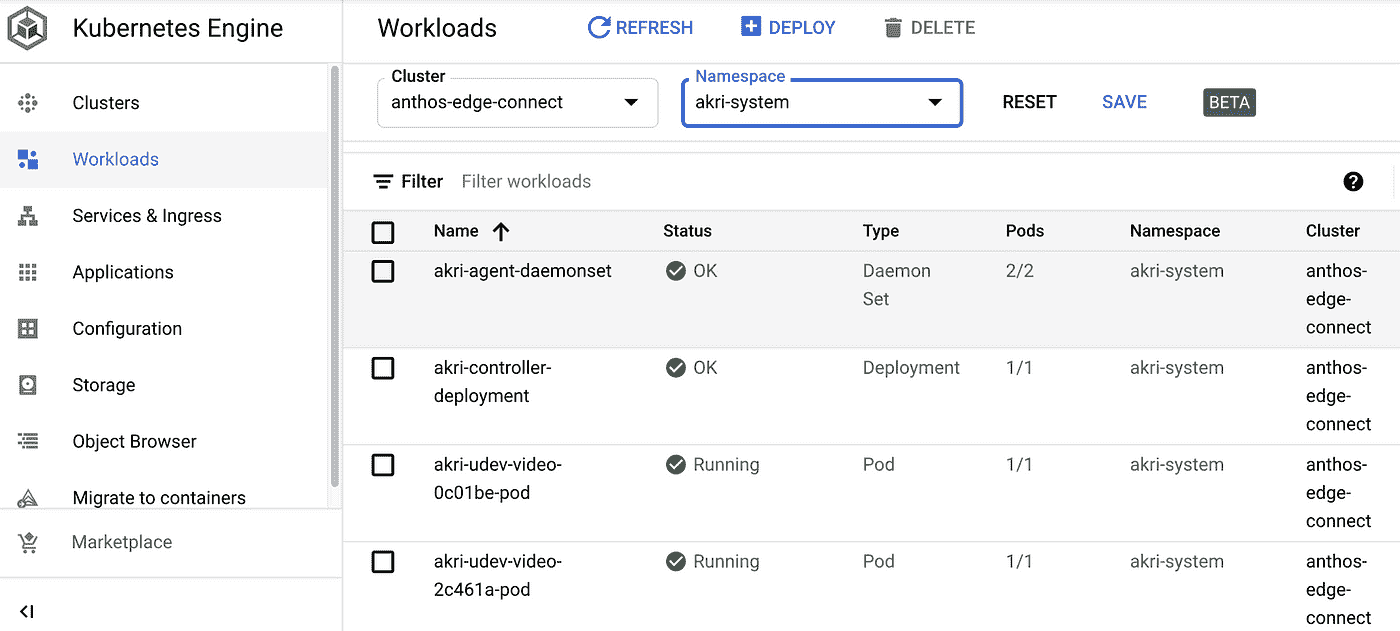 Kubernetes Engine
Workloads
REFRESH
DEPLOY
DELETE
Clusters
Workloads
Services & Ingress
Applications
Configuration
Storage
Object Browser
Migrate to containers
Marketplace
Cluster
anthos-edge-connect
Namespace
akri-system
RESET
SAVE
BETA
Filter Filter workloads
Name Status Type Pods Namespace Cluster
akri-agent-daemonset OK Daemon 2/2 akri-system anthos-
Set edge-
connect
akri-controller- OK Deployment 1/1 akri-system anthos-
deployment edge-
connect
akri-udev-video- Running Pod 1/1 akri-system anthos-
0c01be-pod edge-
connect
akri-udev-video- Running Pod 1/1 akri-system anthos-
2c461a-pod edge-
connect